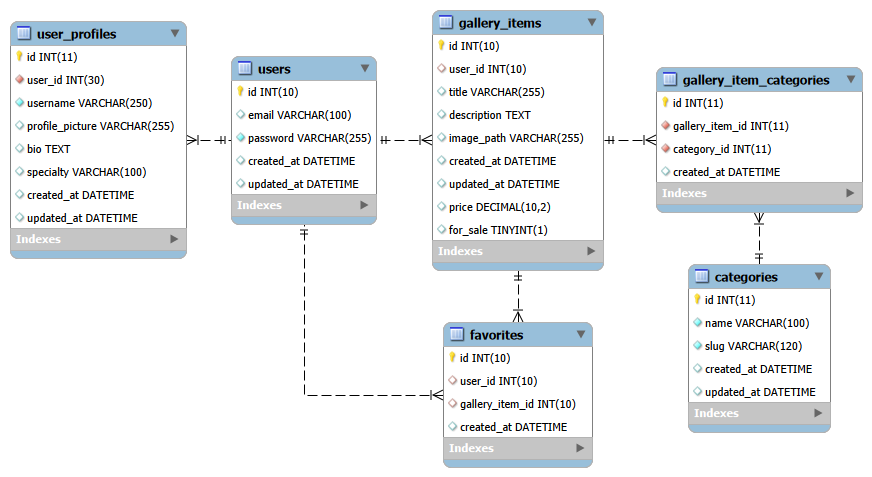 user_profiles
id INT(11)
user_id INT(30)
username VARCHAR(250)
profile_picture VARCHAR(255)
bio TEXT
specialty VARCHAR(100)
created_at DATETIME
updated_at DATETIME
Indexes
users
id INT(10)
email VARCHAR(100)
password VARCHAR(255)
created_at DATETIME
updated_at DATETIME
Indexes
gallery_items
id INT(10)
user_id INT(10)
title VARCHAR(255)
description TEXT
image_path VARCHAR(255)
created_at DATETIME
updated_at DATETIME
price DECIMAL(10,2)
for_sale TINYINT(1)
Indexes
gallery_item_categories
id INT(11)
gallery_item_id INT(11)
category_id INT(11)
created_at DATETIME
Indexes
favorites
id INT(10)
user_id INT(10)
gallery_item_id INT(10)
created_at DATETIME
Indexes
categories
id INT(11)
name VARCHAR(100)
slug VARCHAR(120)
created_at DATETIME
updated_at DATETIME
Indexes